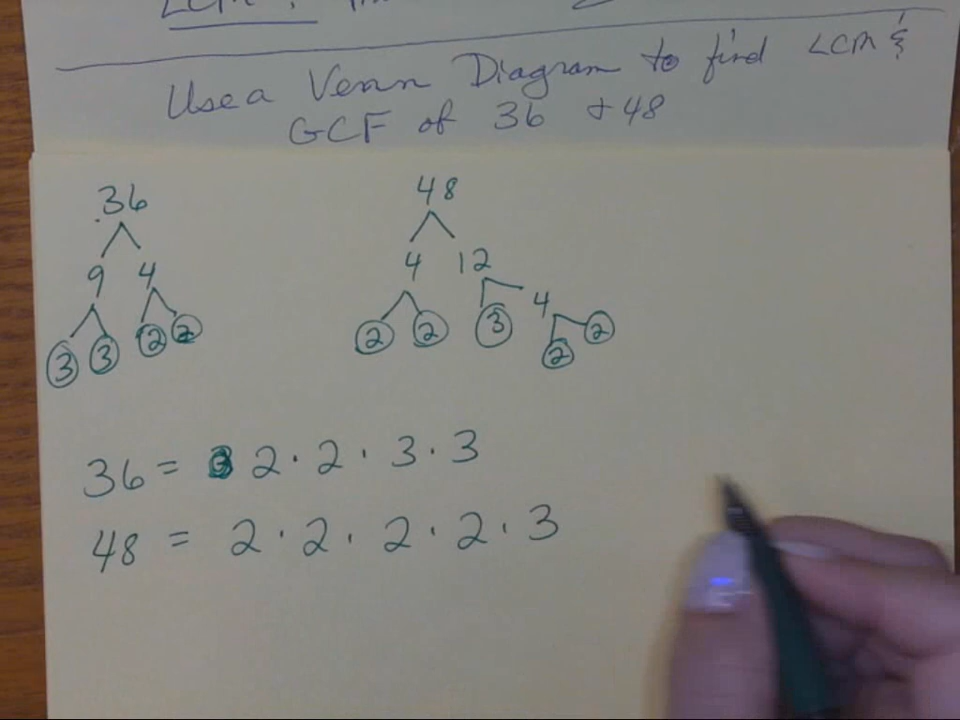 LCM:
Use a Venn Diagram to find LCM &
GCF of 36 + 48
36
48
9 4
4 12
4
3 3 2 2
2 2 3 2 2
36 = 2 · 2 · 3 · 3
48 = 2 · 2 · 2 · 2 · 3